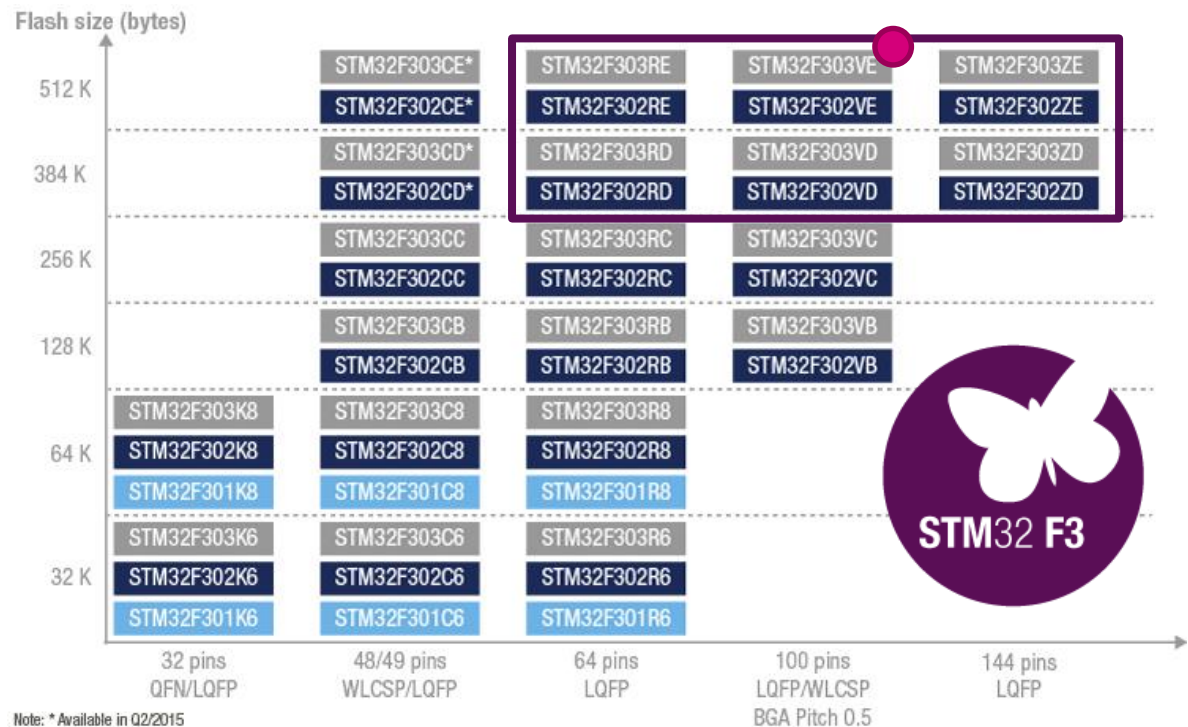 Flash size (bytes)
512 K
STM32F303CE* STM32F303RE STM32F303VE STM32F303ZE
STM32F302CE* STM32F302RE STM32F302VE STM32F302ZE
384 K
STM32F303CD* STM32F303RD STM32F303VD STM32F303ZD
STM32F302CD* STM32F302RD STM32F302VD STM32F302ZD
256 K
STM32F303CC STM32F303RC STM32F303VC
STM32F302CC STM32F302RC STM32F302VC
128 K
STM32F303CB STM32F303RB STM32F303VB
STM32F302CB STM32F302RB STM32F302VB
64 K
STM32F303K8 STM32F303C8 STM32F303R8
STM32F302K8 STM32F302C8 STM32F302R8
STM32F301K8 STM32F301C8 STM32F301R8
32 K
STM32F303K6 STM32F303C6 STM32F303R6
STM32F302K6 STM32F302C6 STM32F302R6
STM32F301K6 STM32F301C6 STM32F301R6
STM32 F3
32 pins 48/49 pins 64 pins 100 pins 144 pins
QFN/LQFP WLCSP/LQFP LQFP LQFP/WLCSP LQFP
BGA Pitch 0.5
Note: * Available in Q2/2015